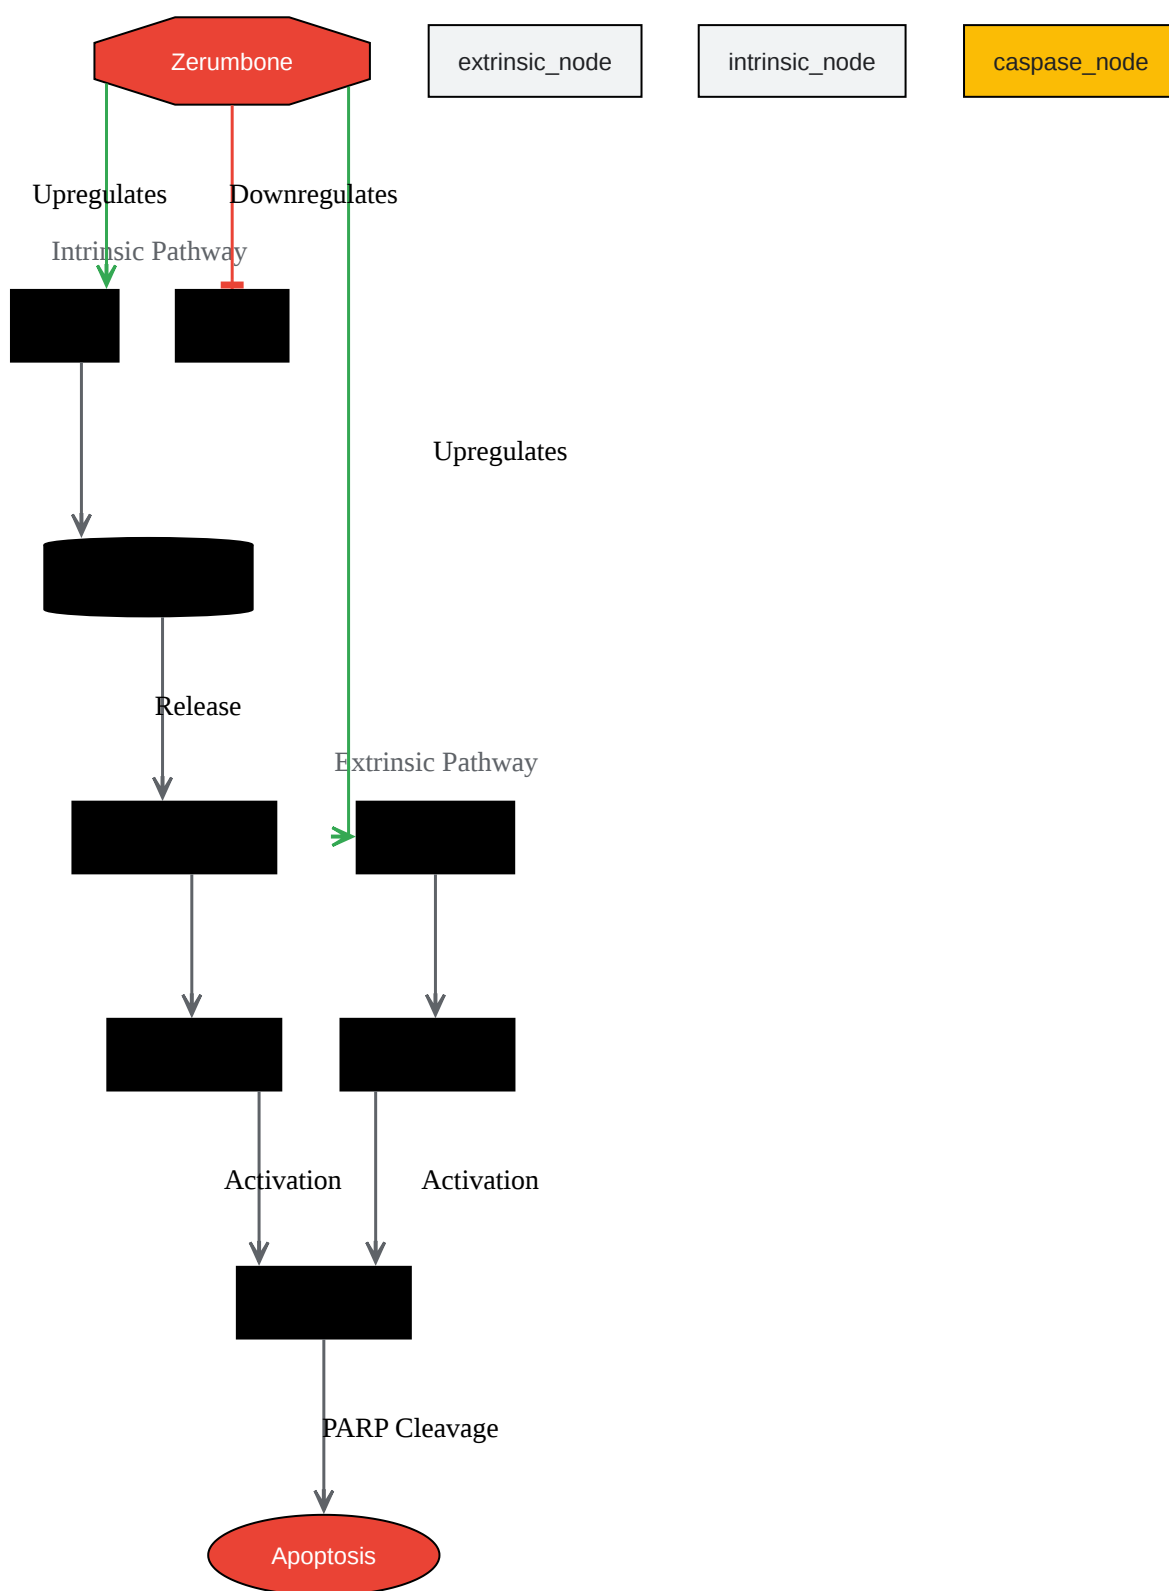 Zerumbone
extrinsic_node
intrinsic_node
caspase_node
Upregulates
Downregulates
Intrinsic Pathway
Upregulates
Release
Extrinsic Pathway
Activation
Activation
PARP Cleavage
Apoptosis